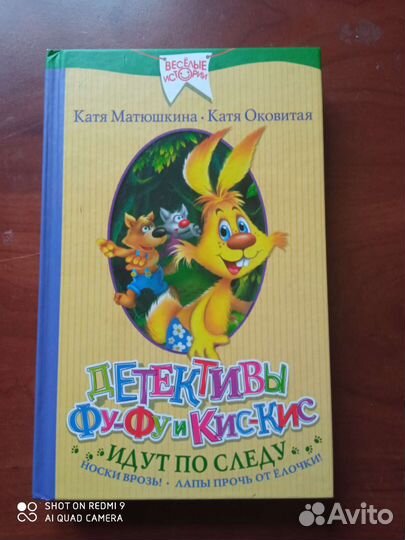 ВЕСЁЛЫЕ
ИСТОРИИ
Катя Матюшкина · Катя Оковитая
ДЕТЕКТИВЫ
ФУ-ФУ и КИС-КИС
ИДУТ ПО СЛЕДУ
НОСКИ ВРОЗЬ! · ЛАПЫ ПРОЧЬ ОТ ЁЛОЧКИ!
SHOT ON REDMI 9
AI QUAD CAMERA
Avito